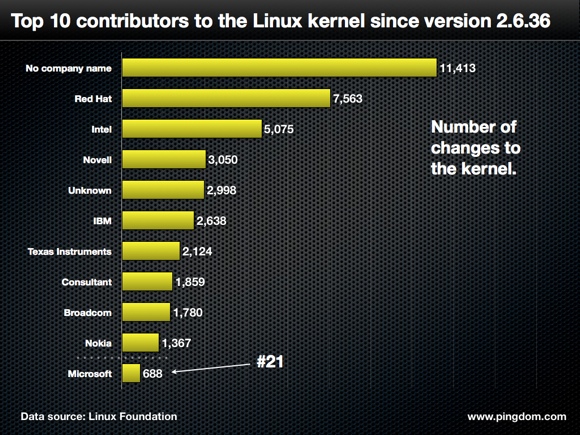 Top 10 contributors to the Linux kernel since version 2.6.36
No company name 11,413
Red Hat 7,563
Intel 5,075
Number of
changes to
the kernel.
Novell 3,050
Unknown 2,998
IBM 2,638
Texas Instruments 2,124
Consultant 1,859
Broadcom 1,780
Nokia 1,367
#21
Microsoft 688
Data source: Linux Foundation
www.pingdom.com